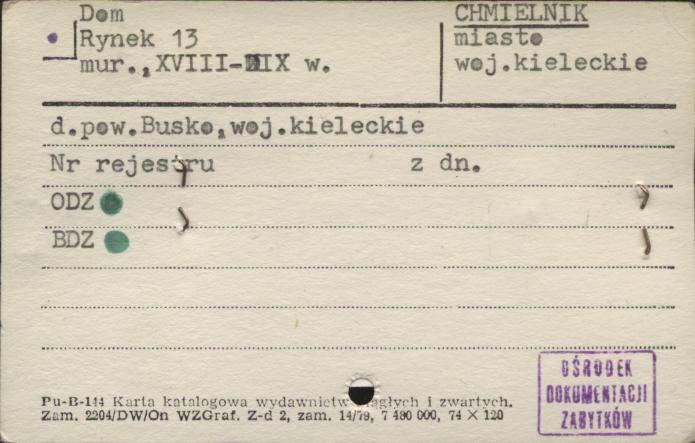 Dom
Rynek 13
mur., XVIII-XIX w.
CHMIELNIK
miasto
woj.kieleckie
d.pow.Busko,woj.kieleckie
Nr rejestru z dn.
ODZ
BDZ
Pu-B-144 Karta katalogowa wydawnictw ciągłych i zwartych.
Zam. 2204/DW/On WZGraf. Z-d 2, zam. 14/79, 7 480 000, 74 × 120
OŚRODEK
DOKUMENTACJI
ZABYTKÓW